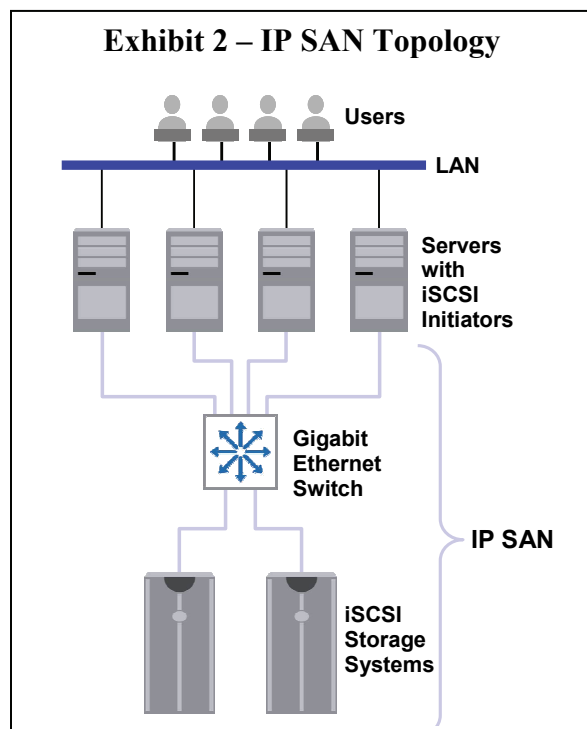 Exhibit 2 – IP SAN Topology
Users
LAN
Servers
with
iSCSI
Initiators
Gigabit
Ethernet
Switch
IP SAN
iSCSI
Storage
Systems